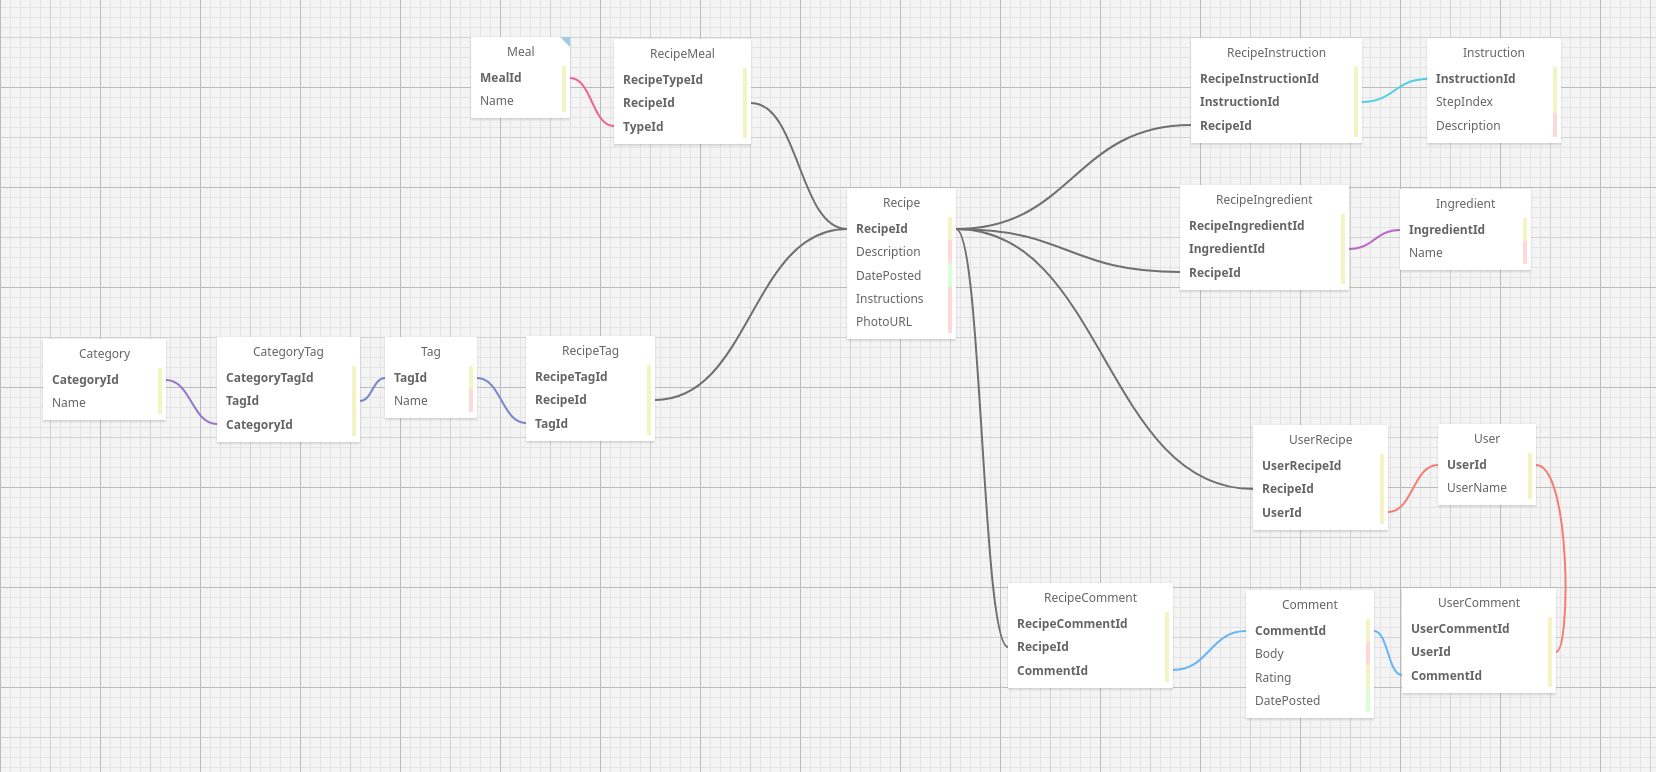 Meal
MealId
Name
RecipeMeal
RecipeTypeId
RecipeId
TypeId
RecipeInstruction
RecipeInstructionId
InstructionId
RecipeId
Instruction
InstructionId
StepIndex
Description
Recipe
RecipeId
Description
DatePosted
Instructions
PhotoURL
RecipeIngredient
RecipeIngredientId
IngredientId
RecipeId
Ingredient
IngredientId
Name
Category
CategoryId
Name
CategoryTag
CategoryTagId
TagId
CategoryId
Tag
TagId
Name
RecipeTag
RecipeTagId
RecipeId
TagId
UserRecipe
UserRecipeId
RecipeId
UserId
User
UserId
UserName
RecipeComment
RecipeCommentId
RecipeId
CommentId
Comment
CommentId
Body
Rating
DatePosted
UserComment
UserCommentId
UserId
CommentId